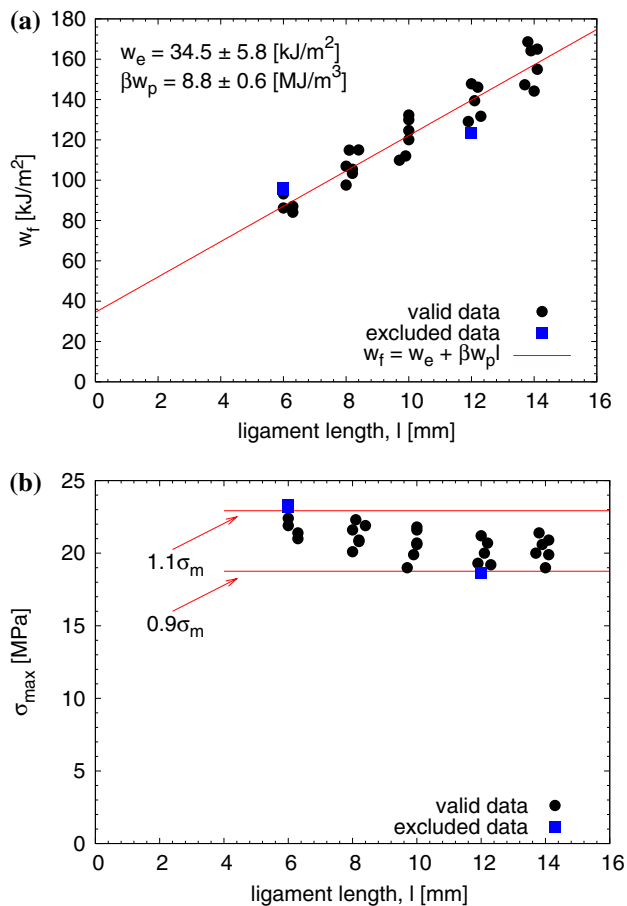 (a)
180
160
140
120
100
80
60
40
20
0
w_f [kJ/m²]
w_e = 34.5 ± 5.8 [kJ/m²]
βw_p = 8.8 ± 0.6 [MJ/m³]
valid data
excluded data
w_f = w_e + βw_pl
0 2 4 6 8 10 12 14 16
ligament length, l [mm]
(b)
25
20
15
10
5
0
σ_max [MPa]
1.1σ_m
0.9σ_m
valid data
excluded data
0 2 4 6 8 10 12 14 16
ligament length, l [mm]